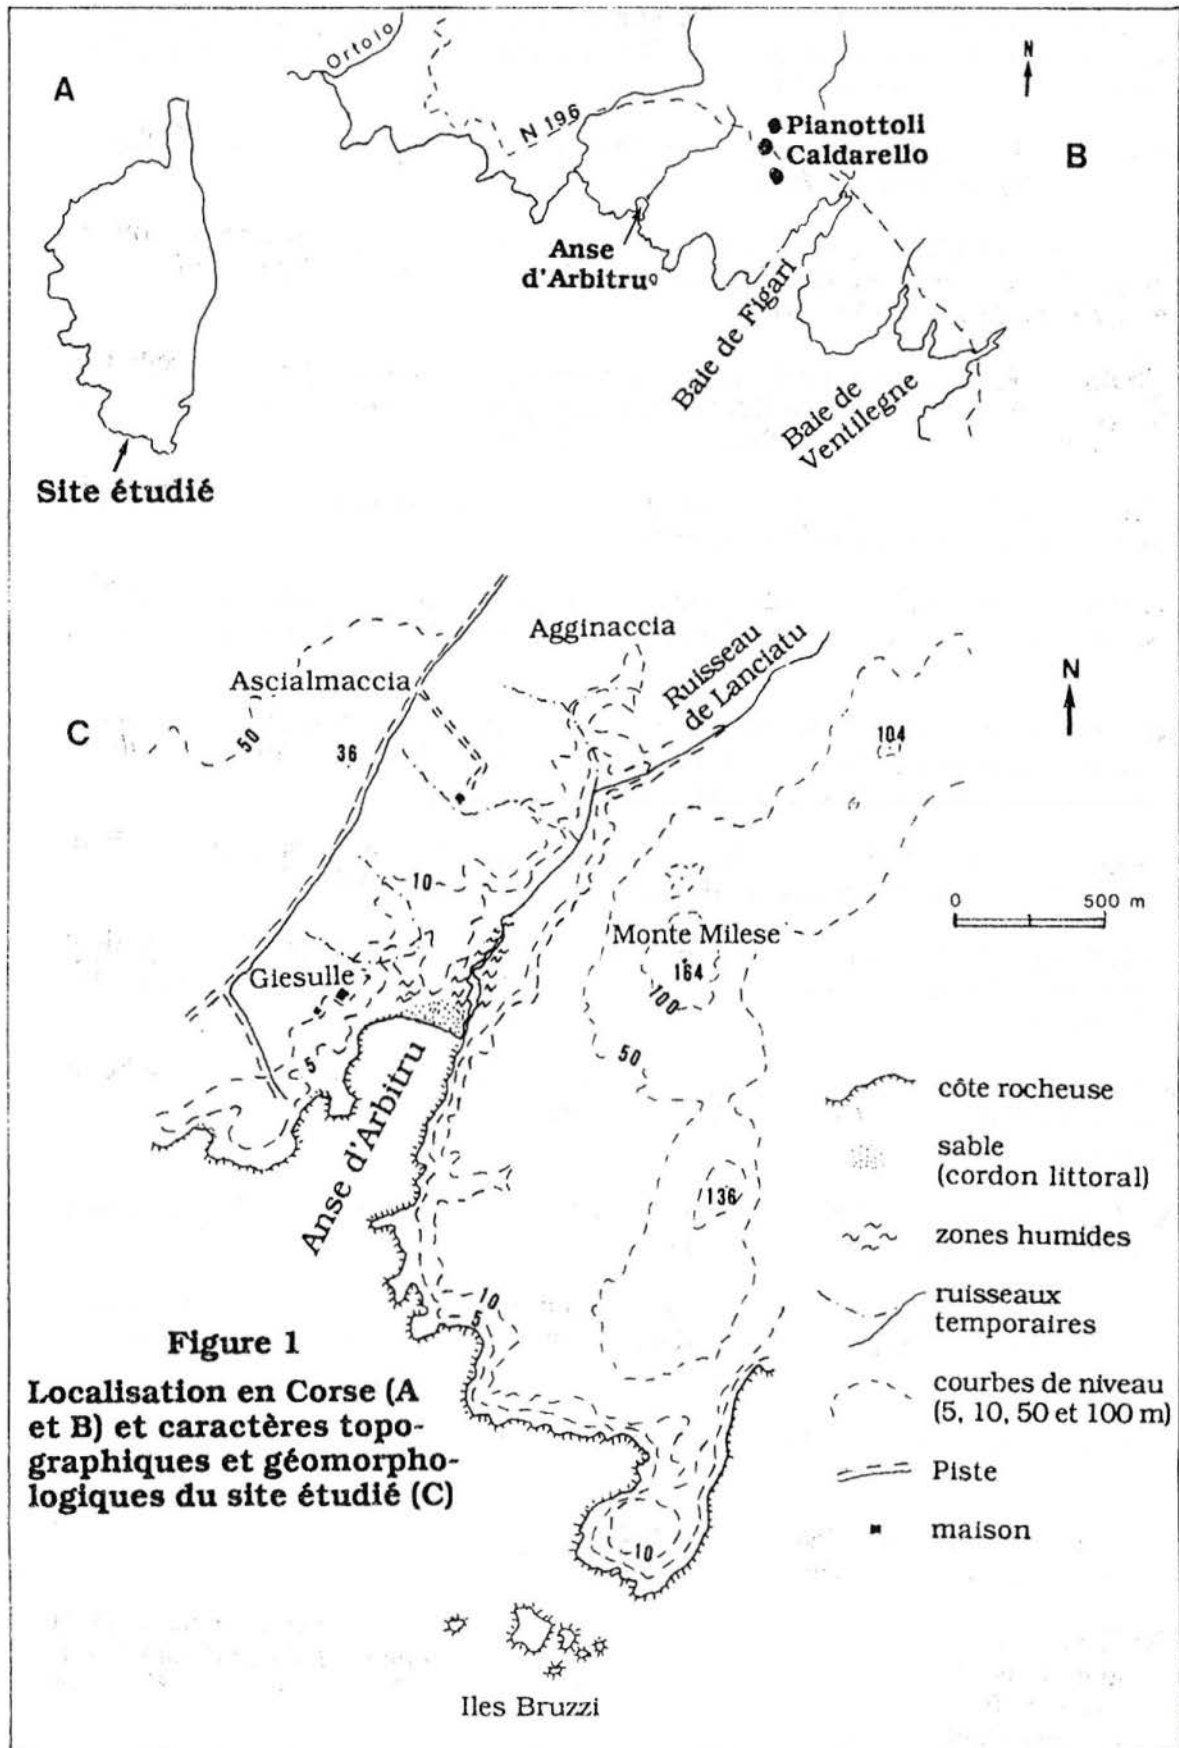 A
Ortolo
N 196
N
Pianottoli
Caldarello
B
Anse
d'Arbitru
Baie de Figari
Baie de
Ventilegne
Site étudié
C
Agginaccia
Ascialmaccia
Ruisseau
de Lanciatu
N
50
36
104
10
0 500 m
Monte Milese
164
100
Giesulle
50
5
Anse d'Arbitru
136
10
5
10
Iles Bruzzi
côte rocheuse
sable
(cordon littoral)
zones humides
ruisseaux
temporaires
courbes de niveau
(5, 10, 50 et 100 m)
Piste
maison
Figure 1
Localisation en Corse (A
et B) et caractères topo-
graphiques et géomorpho-
logiques du site étudié (C)